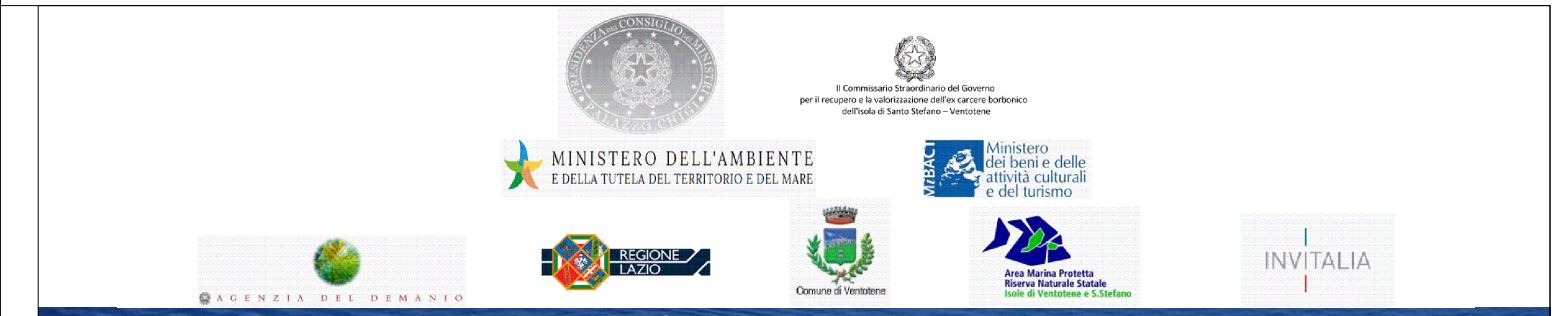 PRESIDENZA DEL CONSIGLIO DEI MINISTRI
PALAZZO CHIGI
Il Commissario Straordinario del Governo
per il recupero e la valorizzazione dell'ex carcere borbonico
dell'isola di Santo Stefano – Ventotene
MINISTERO DELL'AMBIENTE
E DELLA TUTELA DEL TERRITORIO E DEL MARE
MiBACT
Ministero
dei beni e delle
attività culturali
e del turismo
AGENZIA DEL DEMANIO
REGIONE
LAZIO
Comune di Ventotene
Area Marina Protetta
Riserva Naturale Statale
Isole di Ventotene e S.Stefano
INVITALIA